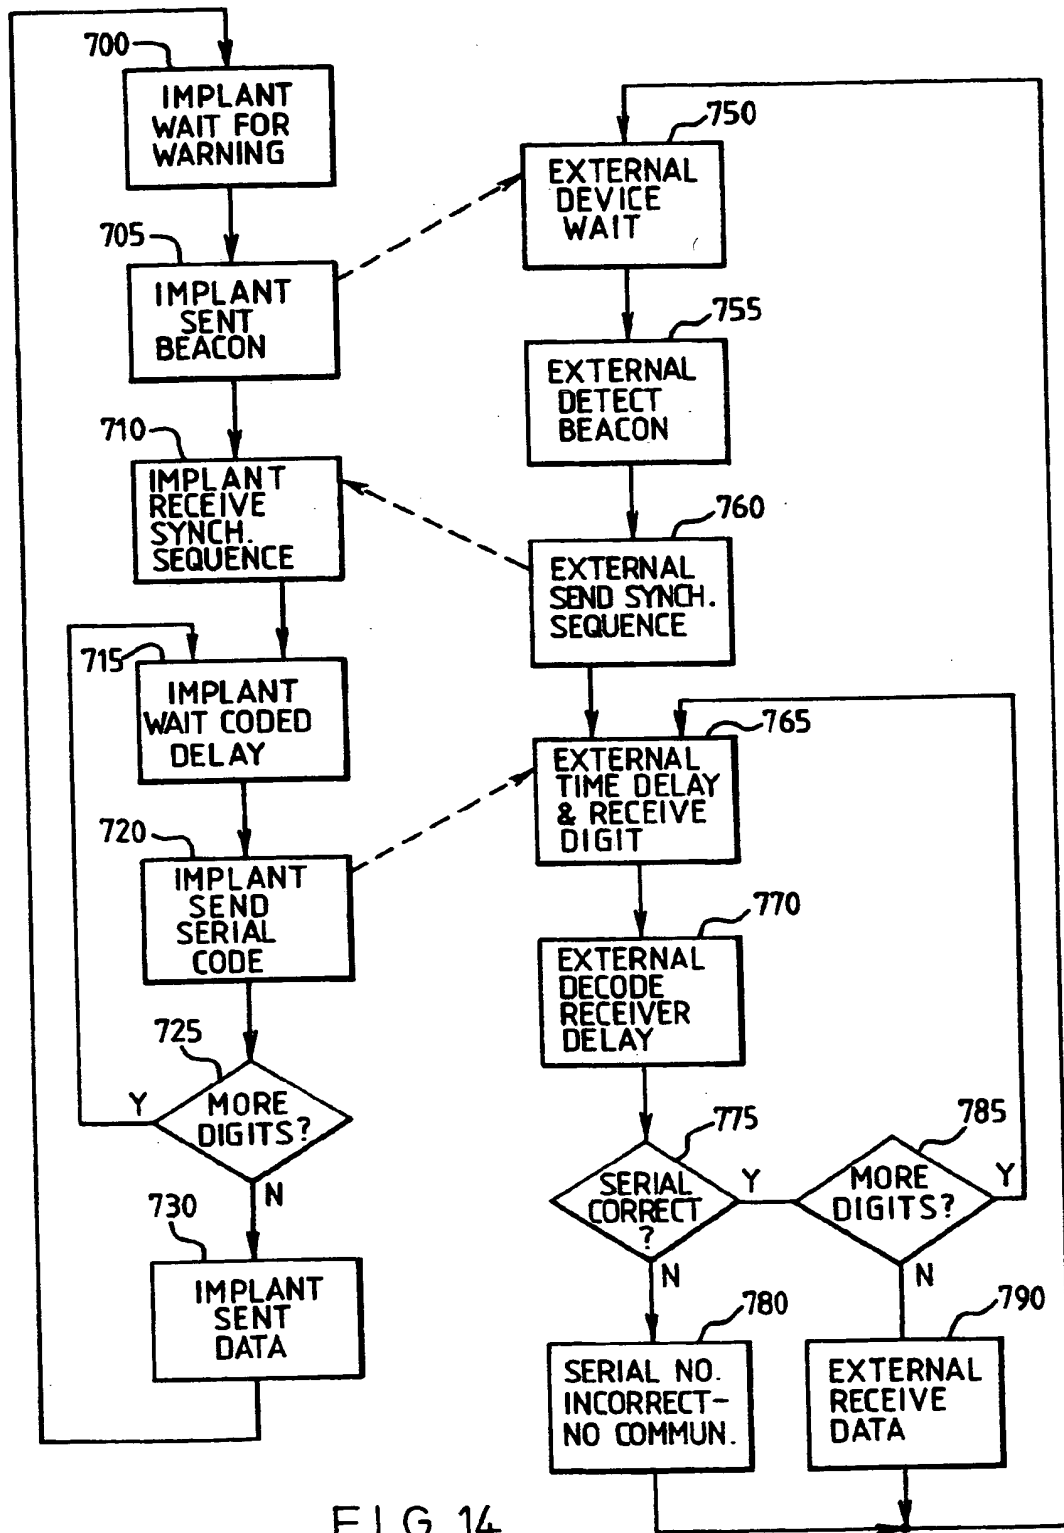 700
IMPLANT
WAIT FOR
WARNING
705
IMPLANT
SENT
BEACON
710
IMPLANT
RECEIVE
SYNCH.
SEQUENCE
715
IMPLANT
WAIT CODED
DELAY
720
IMPLANT
SEND
SERIAL
CODE
725
MORE
DIGITS?
Y
N
730
IMPLANT
SENT
DATA
750
EXTERNAL
DEVICE
WAIT
755
EXTERNAL
DETECT
BEACON
760
EXTERNAL
SEND SYNCH.
SEQUENCE
765
EXTERNAL
TIME DELAY
& RECEIVE
DIGIT
770
EXTERNAL
DECODE
RECEIVER
DELAY
775
SERIAL
CORRECT
?
Y
N
785
MORE
DIGITS?
Y
N
780
SERIAL NO.
INCORRECT-
NO COMMUN.
790
EXTERNAL
RECEIVE
DATA
FIG. 14